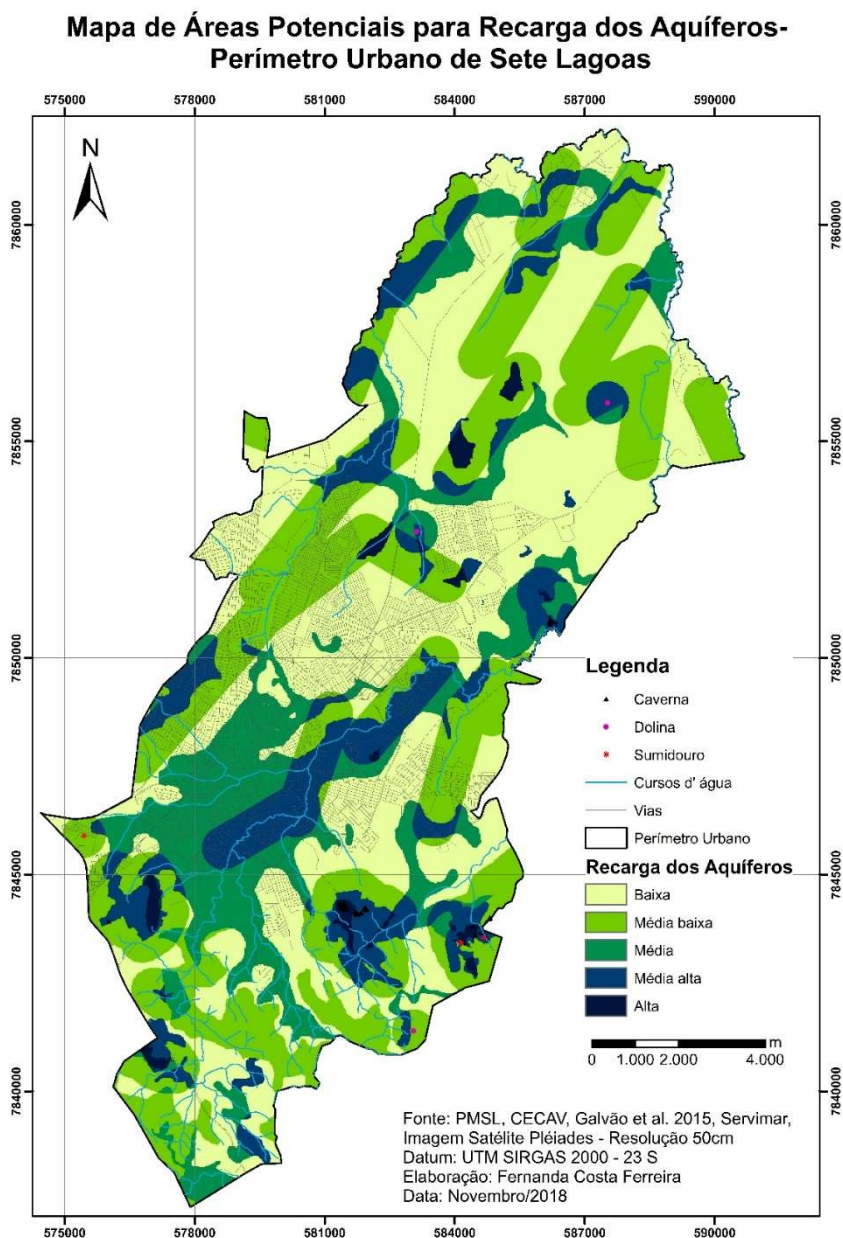 Mapa de Áreas Potenciais para Recarga dos Aquíferos-
Perímetro Urbano de Sete Lagoas
575000 578000 581000 584000 587000 590000
N
7860000 7860000
7855000 7855000
7850000 7850000
Legenda
Caverna
Dolina
Sumidouro
Cursos d' água
Vias
Perímetro Urbano
7845000 7845000
Recarga dos Aquíferos
Baixa
Média baixa
Média
Média alta
Alta
m
0 1.000 2.000 4.000
7840000 7840000
Fonte: PMSL, CECAV, Galvão et al. 2015, Servimar,
Imagem Satélite Pléiades - Resolução 50cm
Datum: UTM SIRGAS 2000 - 23 S
Elaboração: Fernanda Costa Ferreira
Data: Novembro/2018
575000 578000 581000 584000 587000 590000